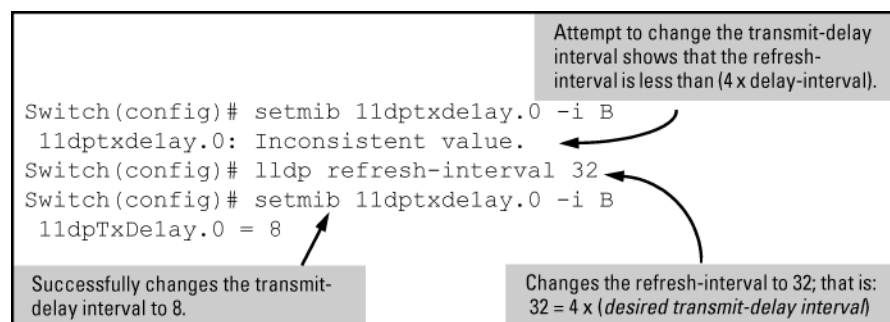 Attempt to change the transmit-delay
interval shows that the refresh-
interval is less than (4 x delay-interval).
Switch(config)# setmib 11dptxde1ay.0 -i B
11dptxde1ay.0: Inconsistent value.
Switch(config)# lldp refresh-interval 32
Switch(config)# setmib 11dptxde1ay.0 -i B
11dpTxDe1ay.0 = 8
Successfully changes the transmit-
delay interval to 8.
Changes the refresh-interval to 32; that is:
32 = 4 x (desired transmit-delay interval)